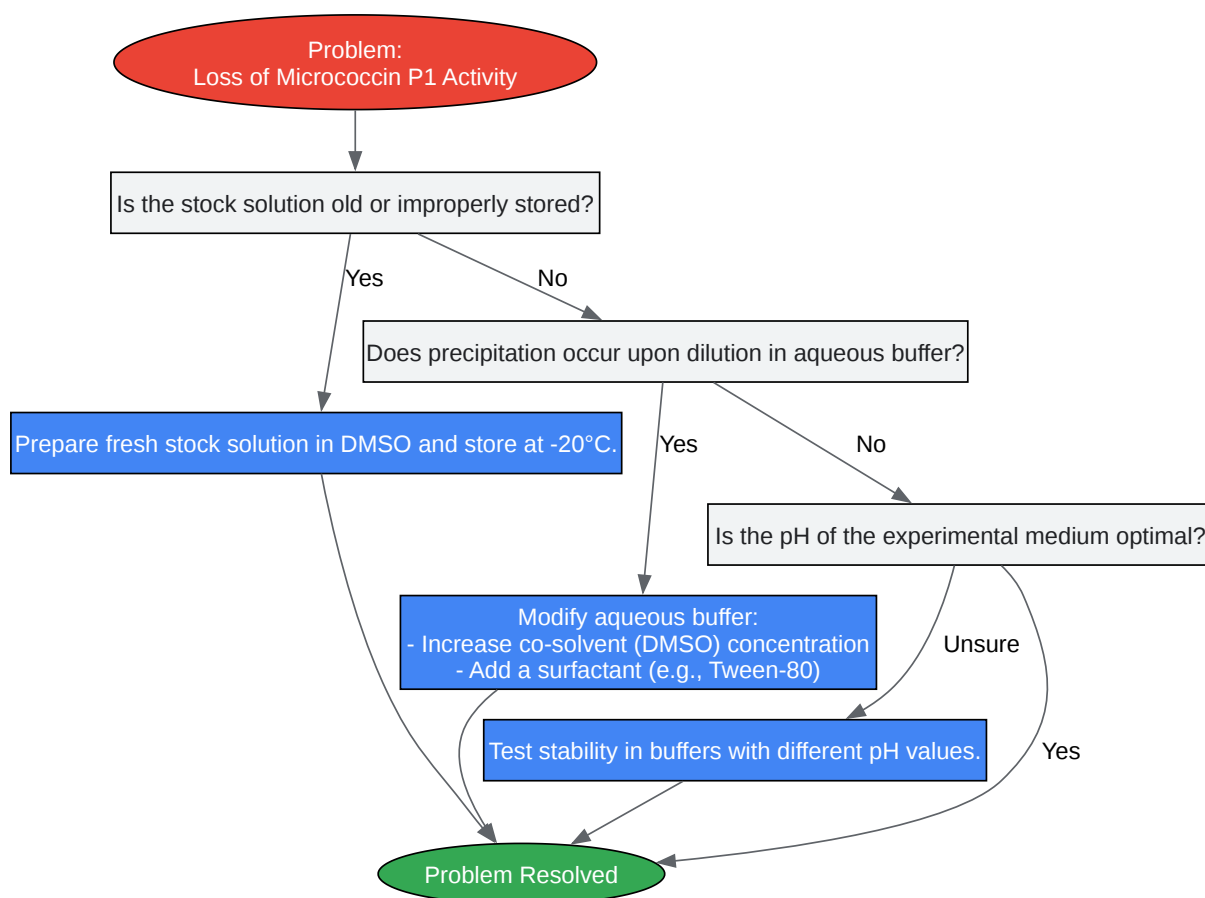 Problem:
Loss of Micrococcin P1 Activity
Is the stock solution old or improperly stored?
Yes
No
Does precipitation occur upon dilution in aqueous buffer?
Prepare fresh stock solution in DMSO and store at -20°C.
Yes
No
Is the pH of the experimental medium optimal?
Modify aqueous buffer:
- Increase co-solvent (DMSO) concentration
- Add a surfactant (e.g., Tween-80)
Unsure
Test stability in buffers with different pH values.
Yes
Problem Resolved